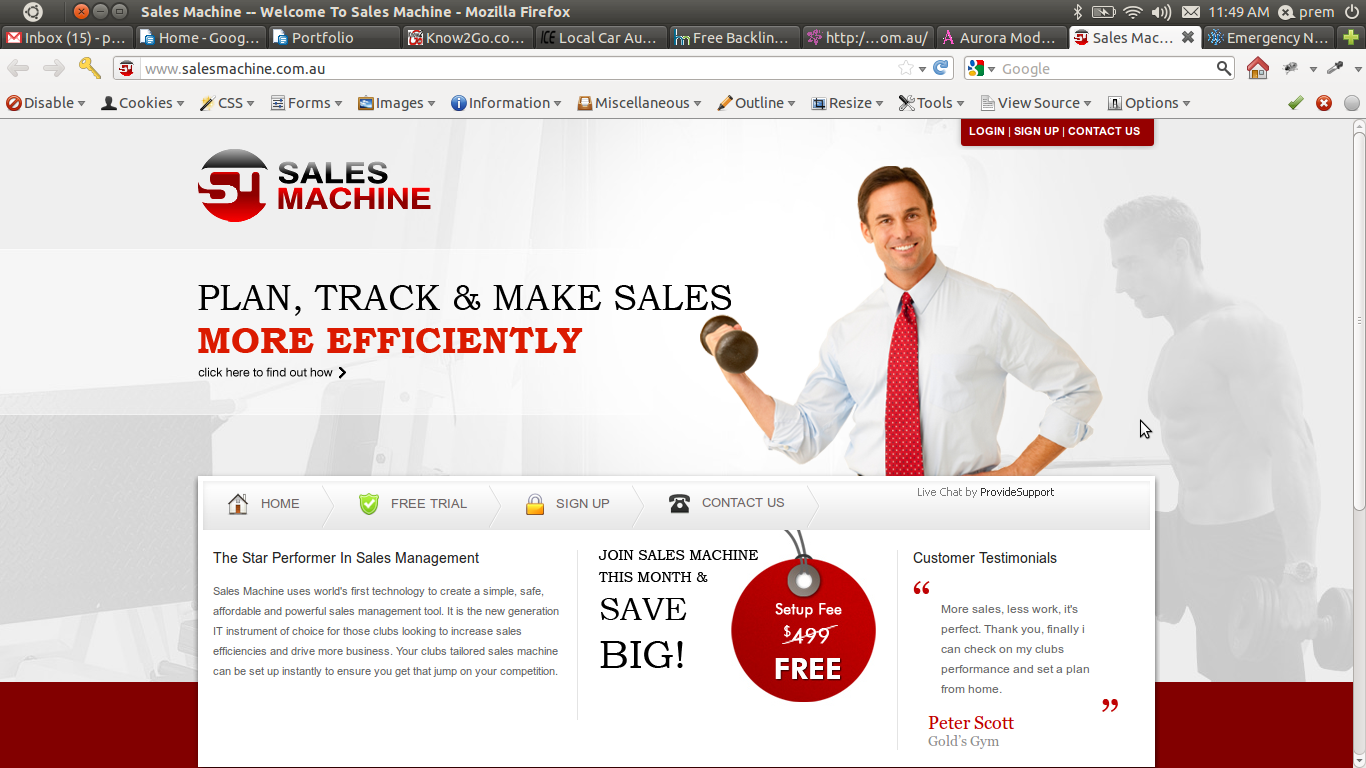 Sales Machine -- Welcome To Sales Machine - Mozilla Firefox
11:49 AM
prem
Inbox (15) - p...
Home - Goog...
Portfolio
Know2Go.co...
Local Car Au...
Free Backlin...
http:/...om.au/
Aurora Mod...
Sales Mac...
Emergency N...
www.salesmachine.com.au
Google
Disable
Cookies
CSS
Forms
Images
Information
Miscellaneous
Outline
Resize
Tools
View Source
Options
LOGIN | SIGN UP | CONTACT US
SALES
MACHINE
PLAN, TRACK & MAKE SALES
MORE EFFICIENTLY
click here to find out how
HOME
FREE TRIAL
SIGN UP
CONTACT US
Live Chat by ProvideSupport
The Star Performer In Sales Management
Sales Machine uses world's first technology to create a simple, safe,
affordable and powerful sales management tool. It is the new generation
IT instrument of choice for those clubs looking to increase sales
efficiencies and drive more business. Your clubs tailored sales machine
can be set up instantly to ensure you get that jump on your competition.
JOIN SALES MACHINE
THIS MONTH &
SAVE
BIG!
Setup Fee
$499
FREE
Customer Testimonials
“
More sales, less work, it's
perfect. Thank you, finally i
can check on my clubs
performance and set a plan
from home.
”
Peter Scott
Gold's Gym